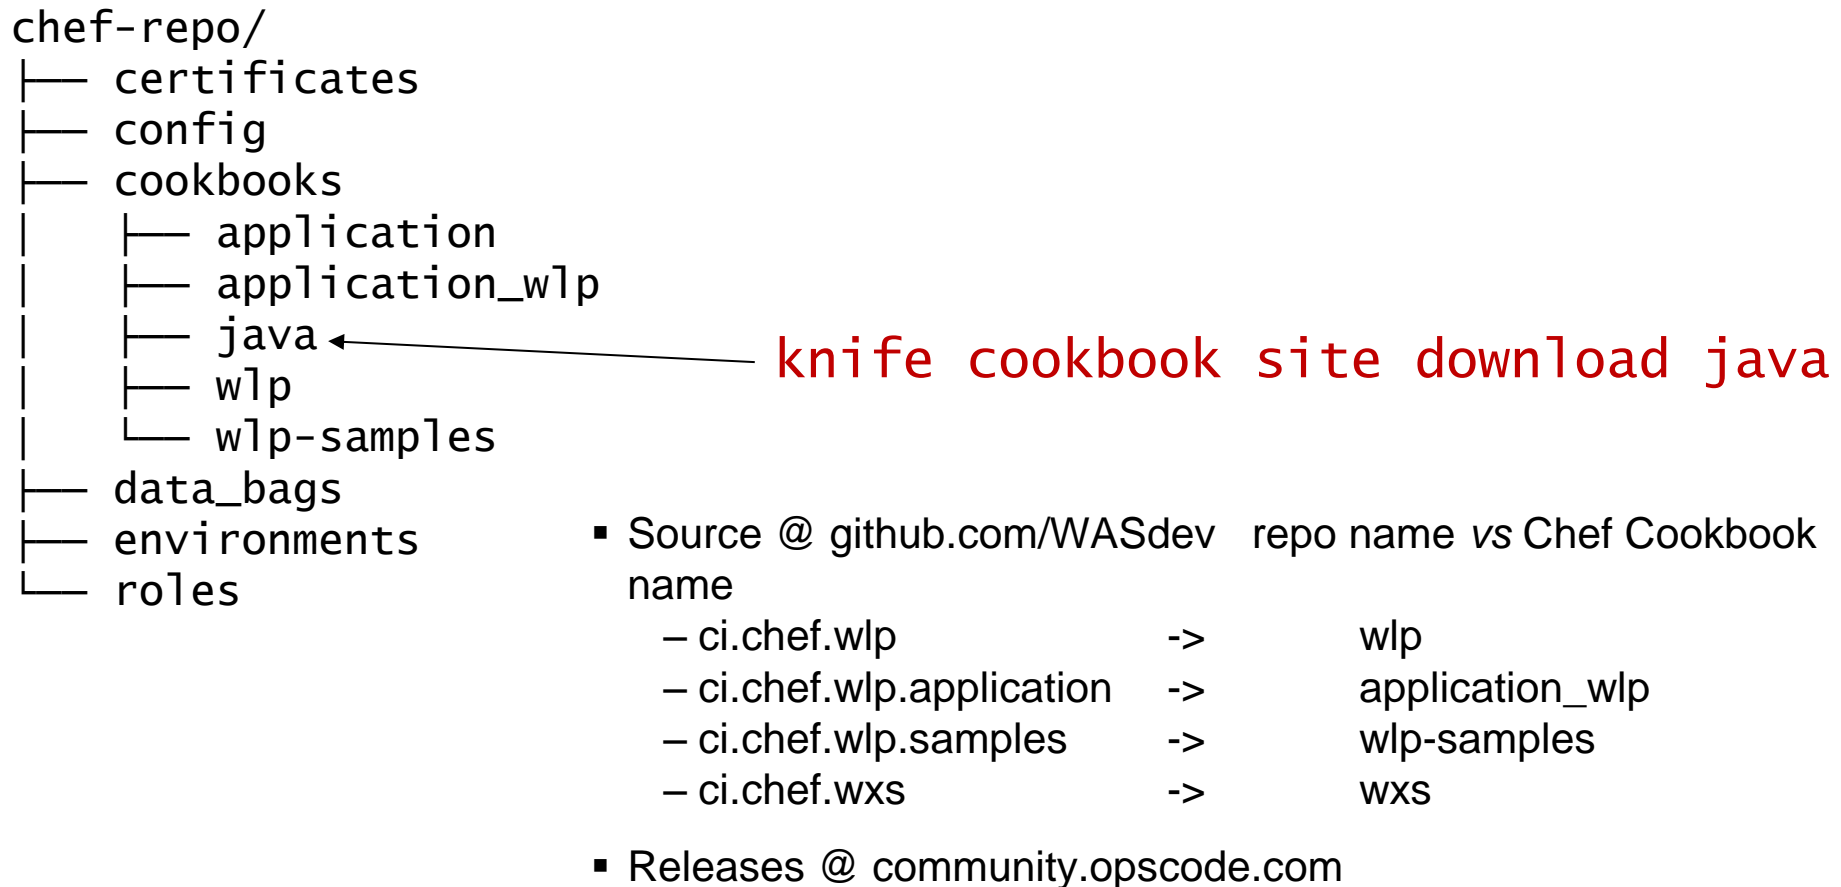 chef-repo/
├── certificates
├── config
├── cookbooks
│   ├── application
│   ├── application_wlp
│   ├── java
│   ├── wlp
│   └── wlp-samples
├── data_bags
├── environments
└── roles
knife cookbook site download java
▪ Source @ github.com/WASdev repo name vs Chef Cookbook
name
– ci.chef.wlp -> wlp
– ci.chef.wlp.application -> application_wlp
– ci.chef.wlp.samples -> wlp-samples
– ci.chef.wxs -> wxs
▪ Releases @ community.opscode.com